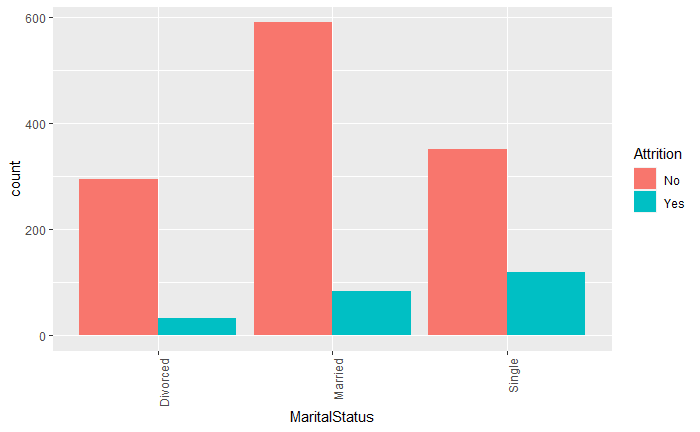 600
400
200
0
count
Divorced
Married
Single
MaritalStatus
Attrition
No
Yes